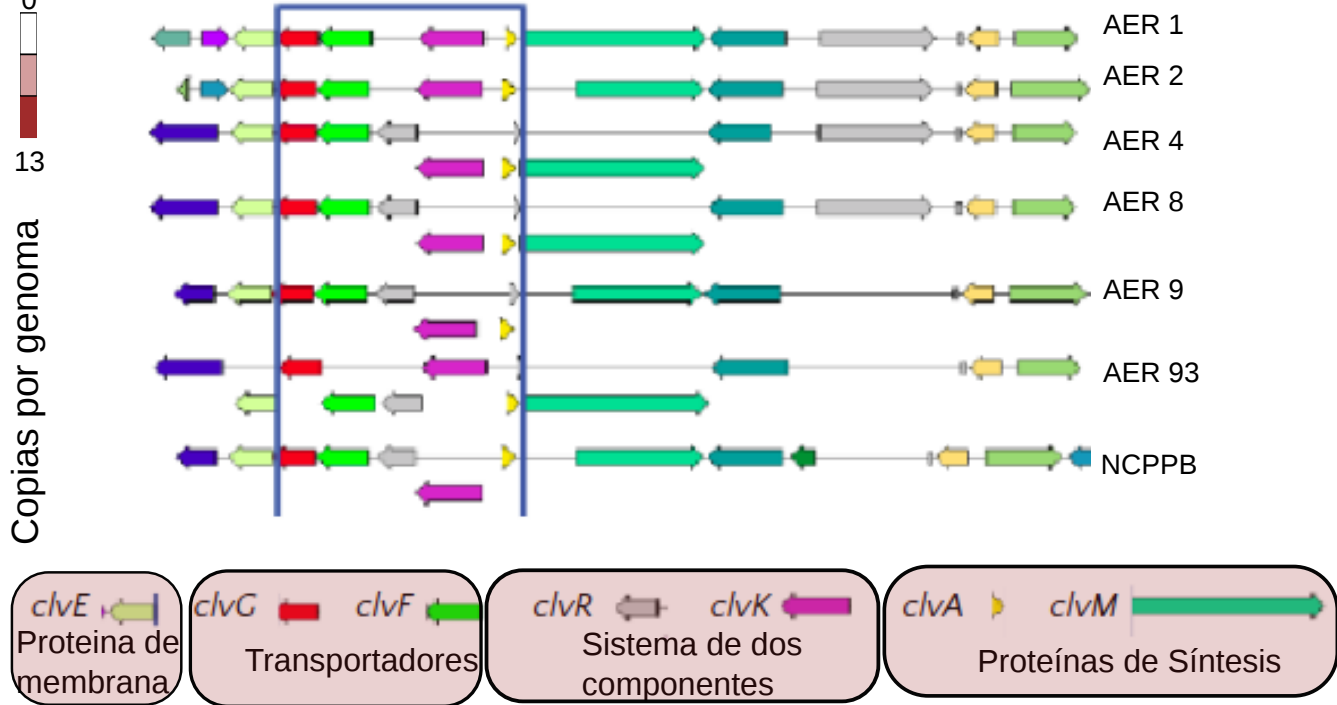 AER 1
AER 2
AER 4
AER 8
AER 9
AER 93
NCPPB
13
Copias por genoma
clvE
Proteina de
membrana
clvG clvF
Transportadores
clvR clvK
Sistema de dos
componentes
clvA clvM
Proteínas de Síntesis